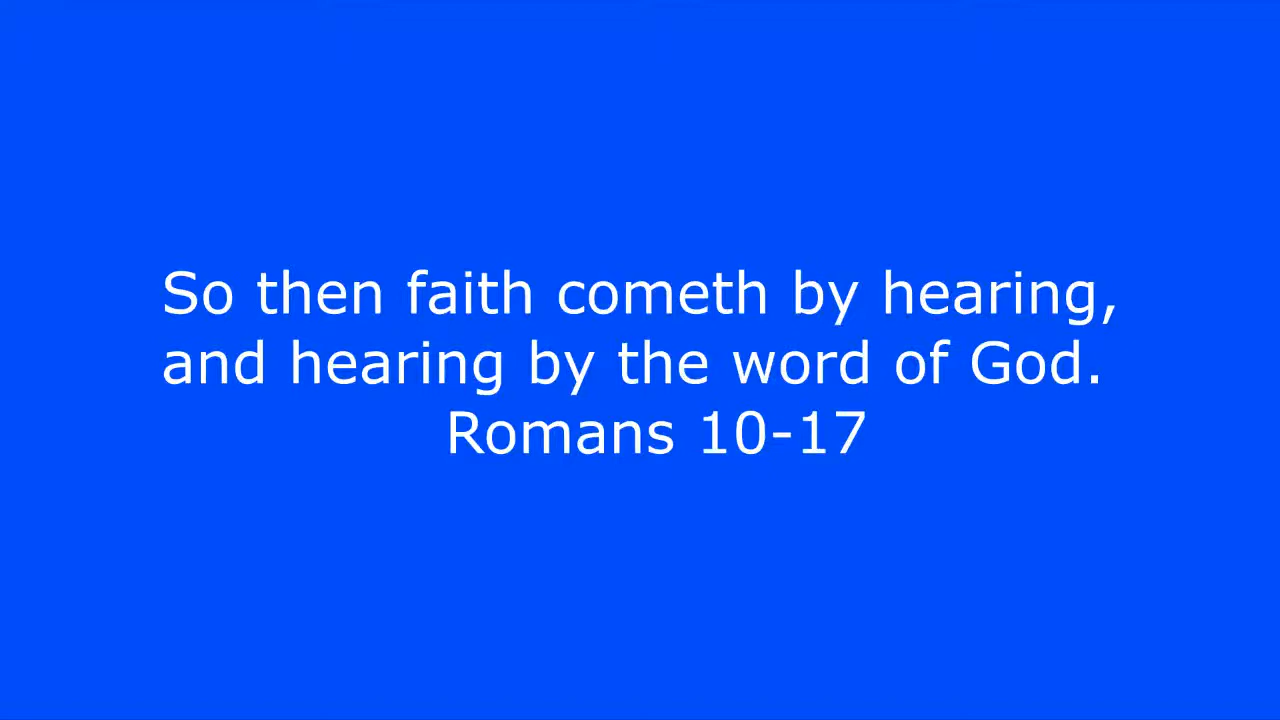 So then faith cometh by hearing,
and hearing by the word of God.
Romans 10-17